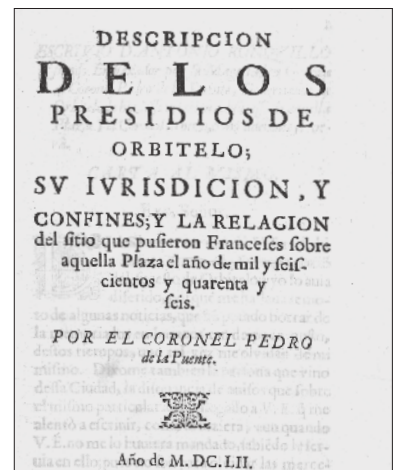 DESCRIPCION
DE LOS
PRESIDIOS DE
ORBITELO;
SV IVRISDICION, Y
CONFINES; Y LA RELACION
del ſitio que puſieron Franceſes ſobre
aquella Plaza el año de mil y ſeiſ-
cientos y quarenta y
ſeis.
POR EL CORONEL PEDRO
de la Puente.
Año de M.DC.LII.